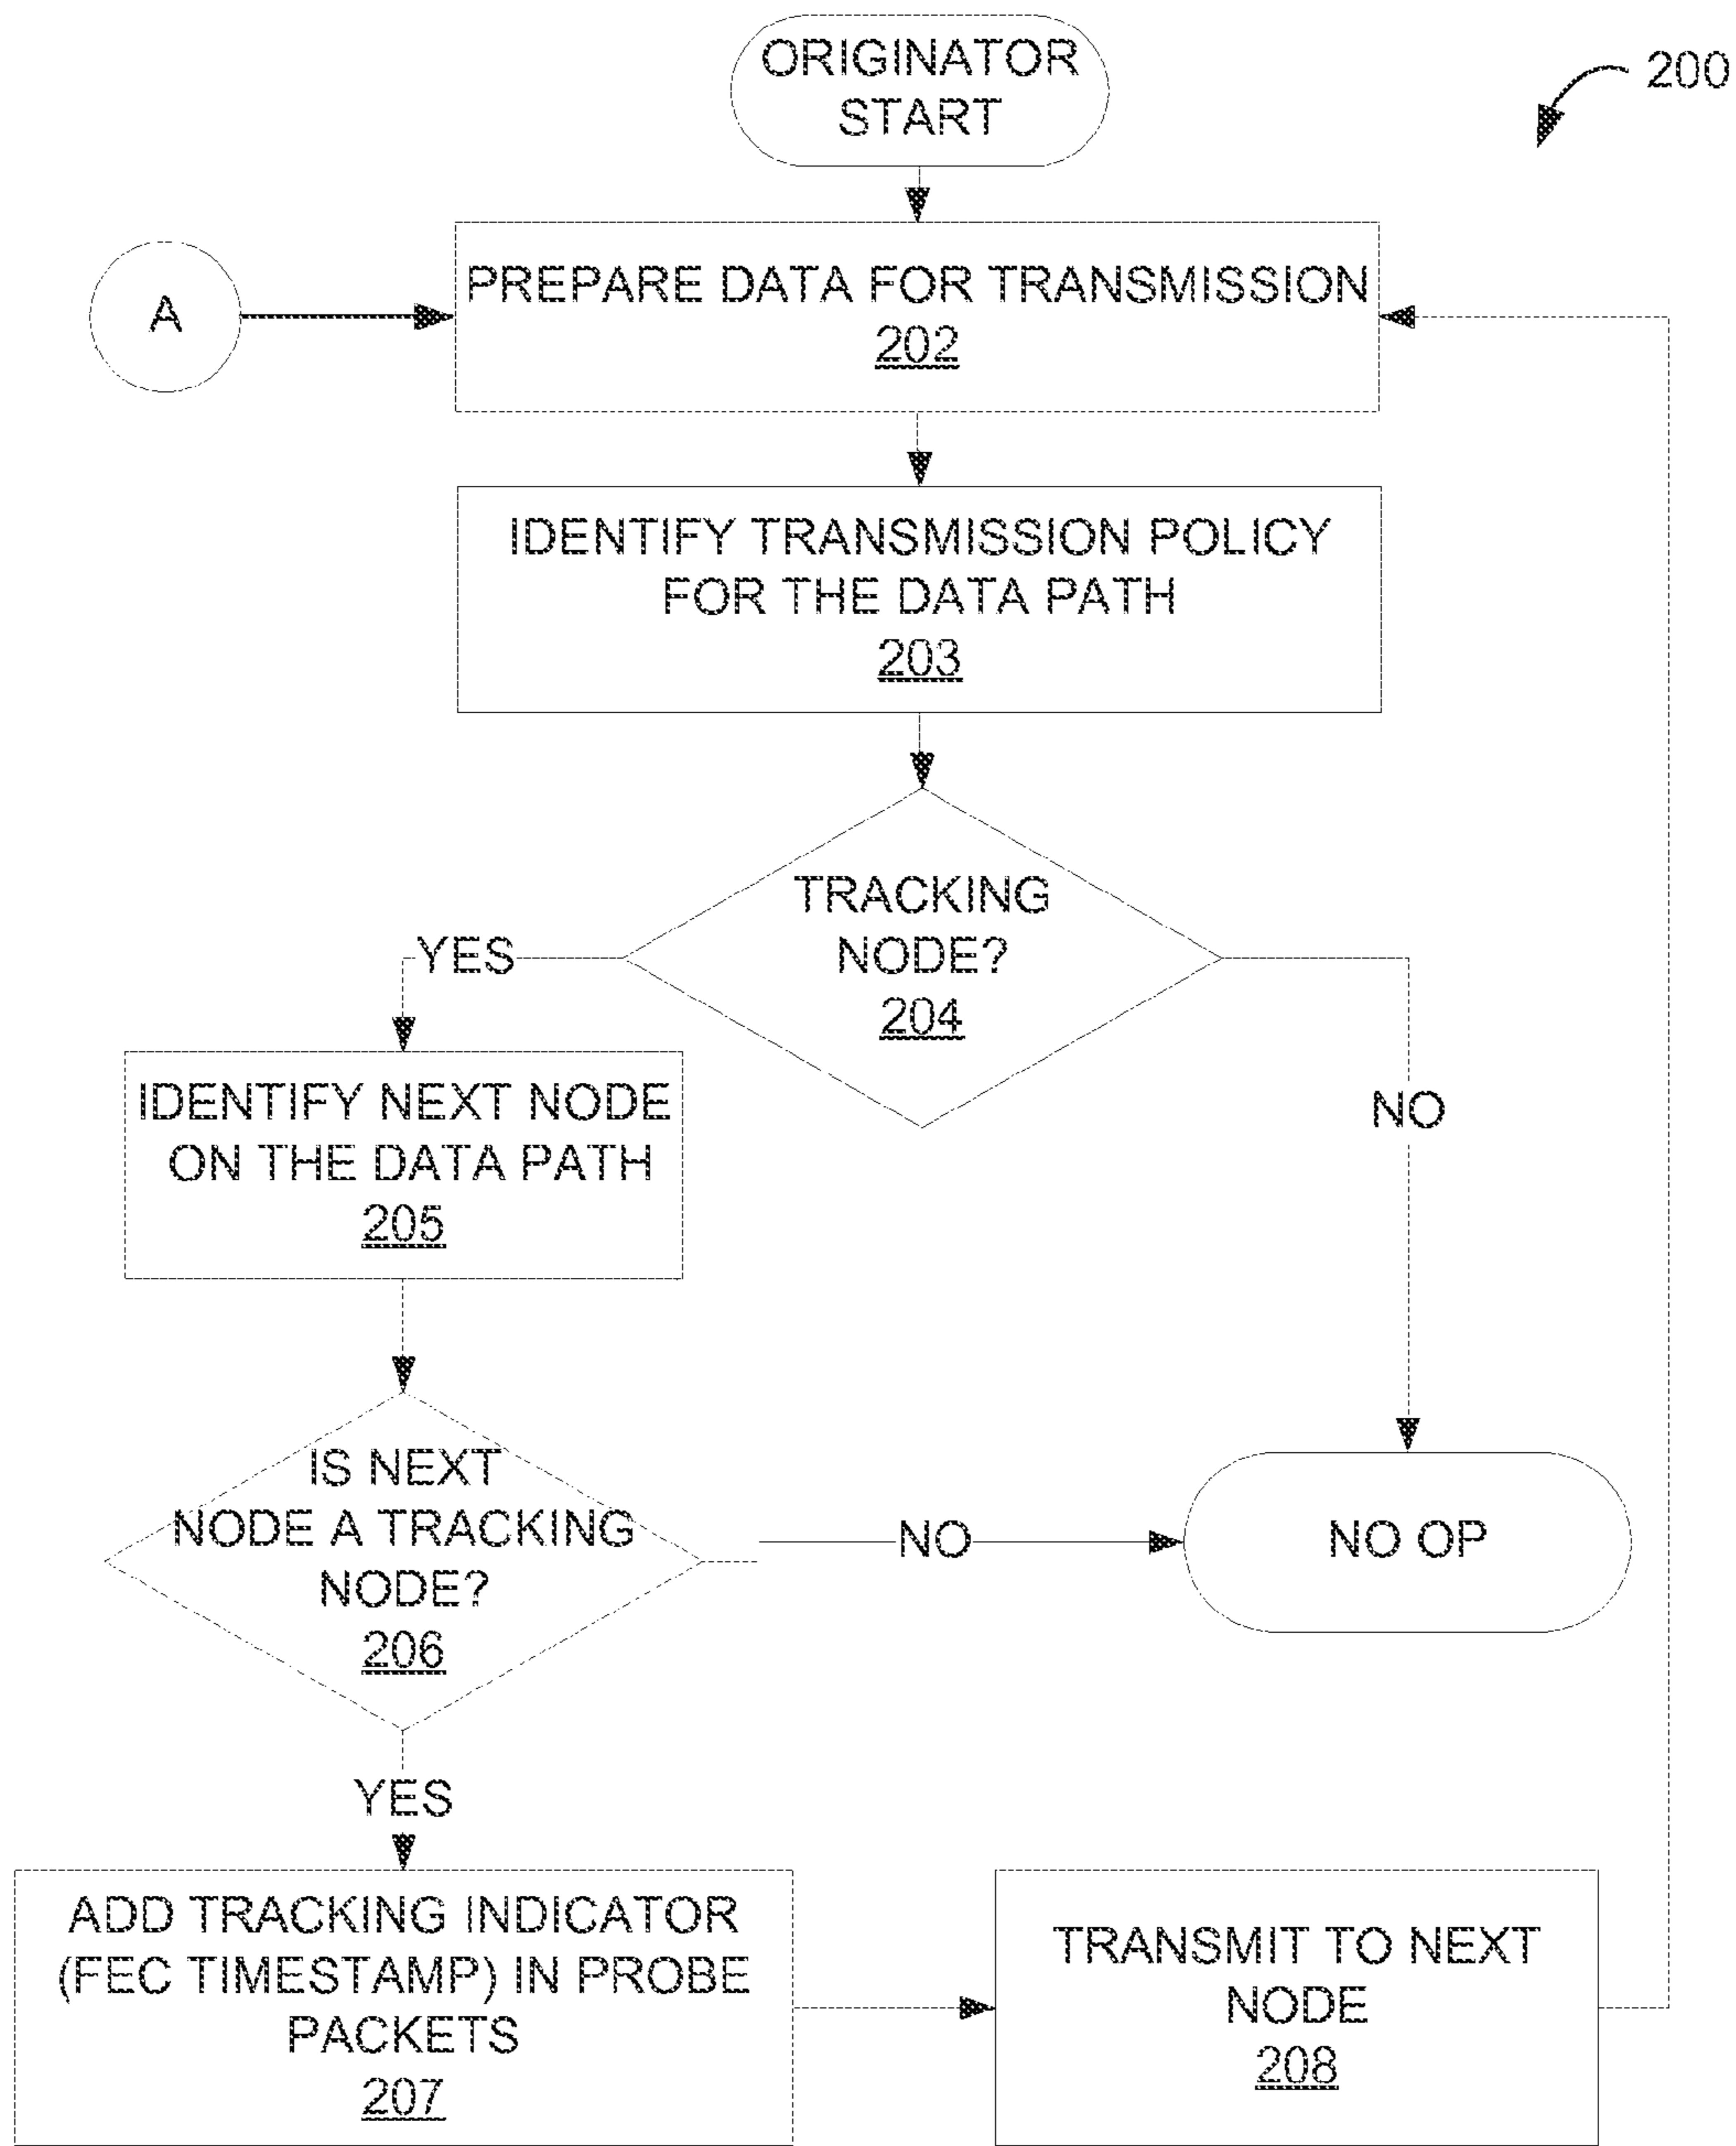 ORIGINATOR
START
200
A
PREPARE DATA FOR TRANSMISSION
202
IDENTIFY TRANSMISSION POLICY
FOR THE DATA PATH
203
TRACKING
NODE?
204
YES
NO
IDENTIFY NEXT NODE
ON THE DATA PATH
205
IS NEXT
NODE A TRACKING
NODE?
206
NO
NO OP
YES
ADD TRACKING INDICATOR
(FEC TIMESTAMP) IN PROBE
PACKETS
207
TRANSMIT TO NEXT
NODE
208